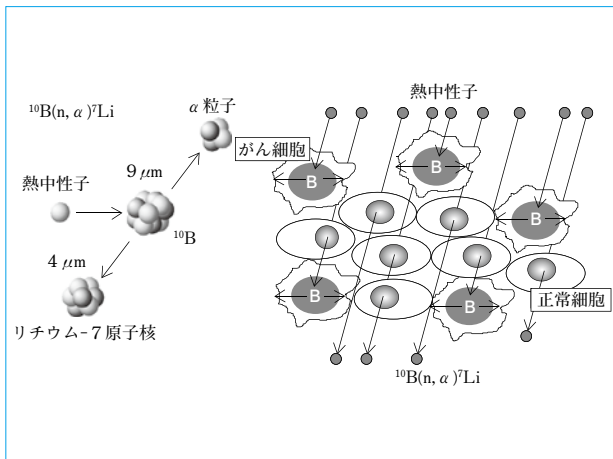 ¹⁰B(n, α)⁷Li
α 粒子
熱中性子
9 μm
¹⁰B
4 μm
リチウム-7 原子核
熱中性子
がん細胞
B
B
B
B
B
正常細胞
¹⁰B(n, α)⁷Li